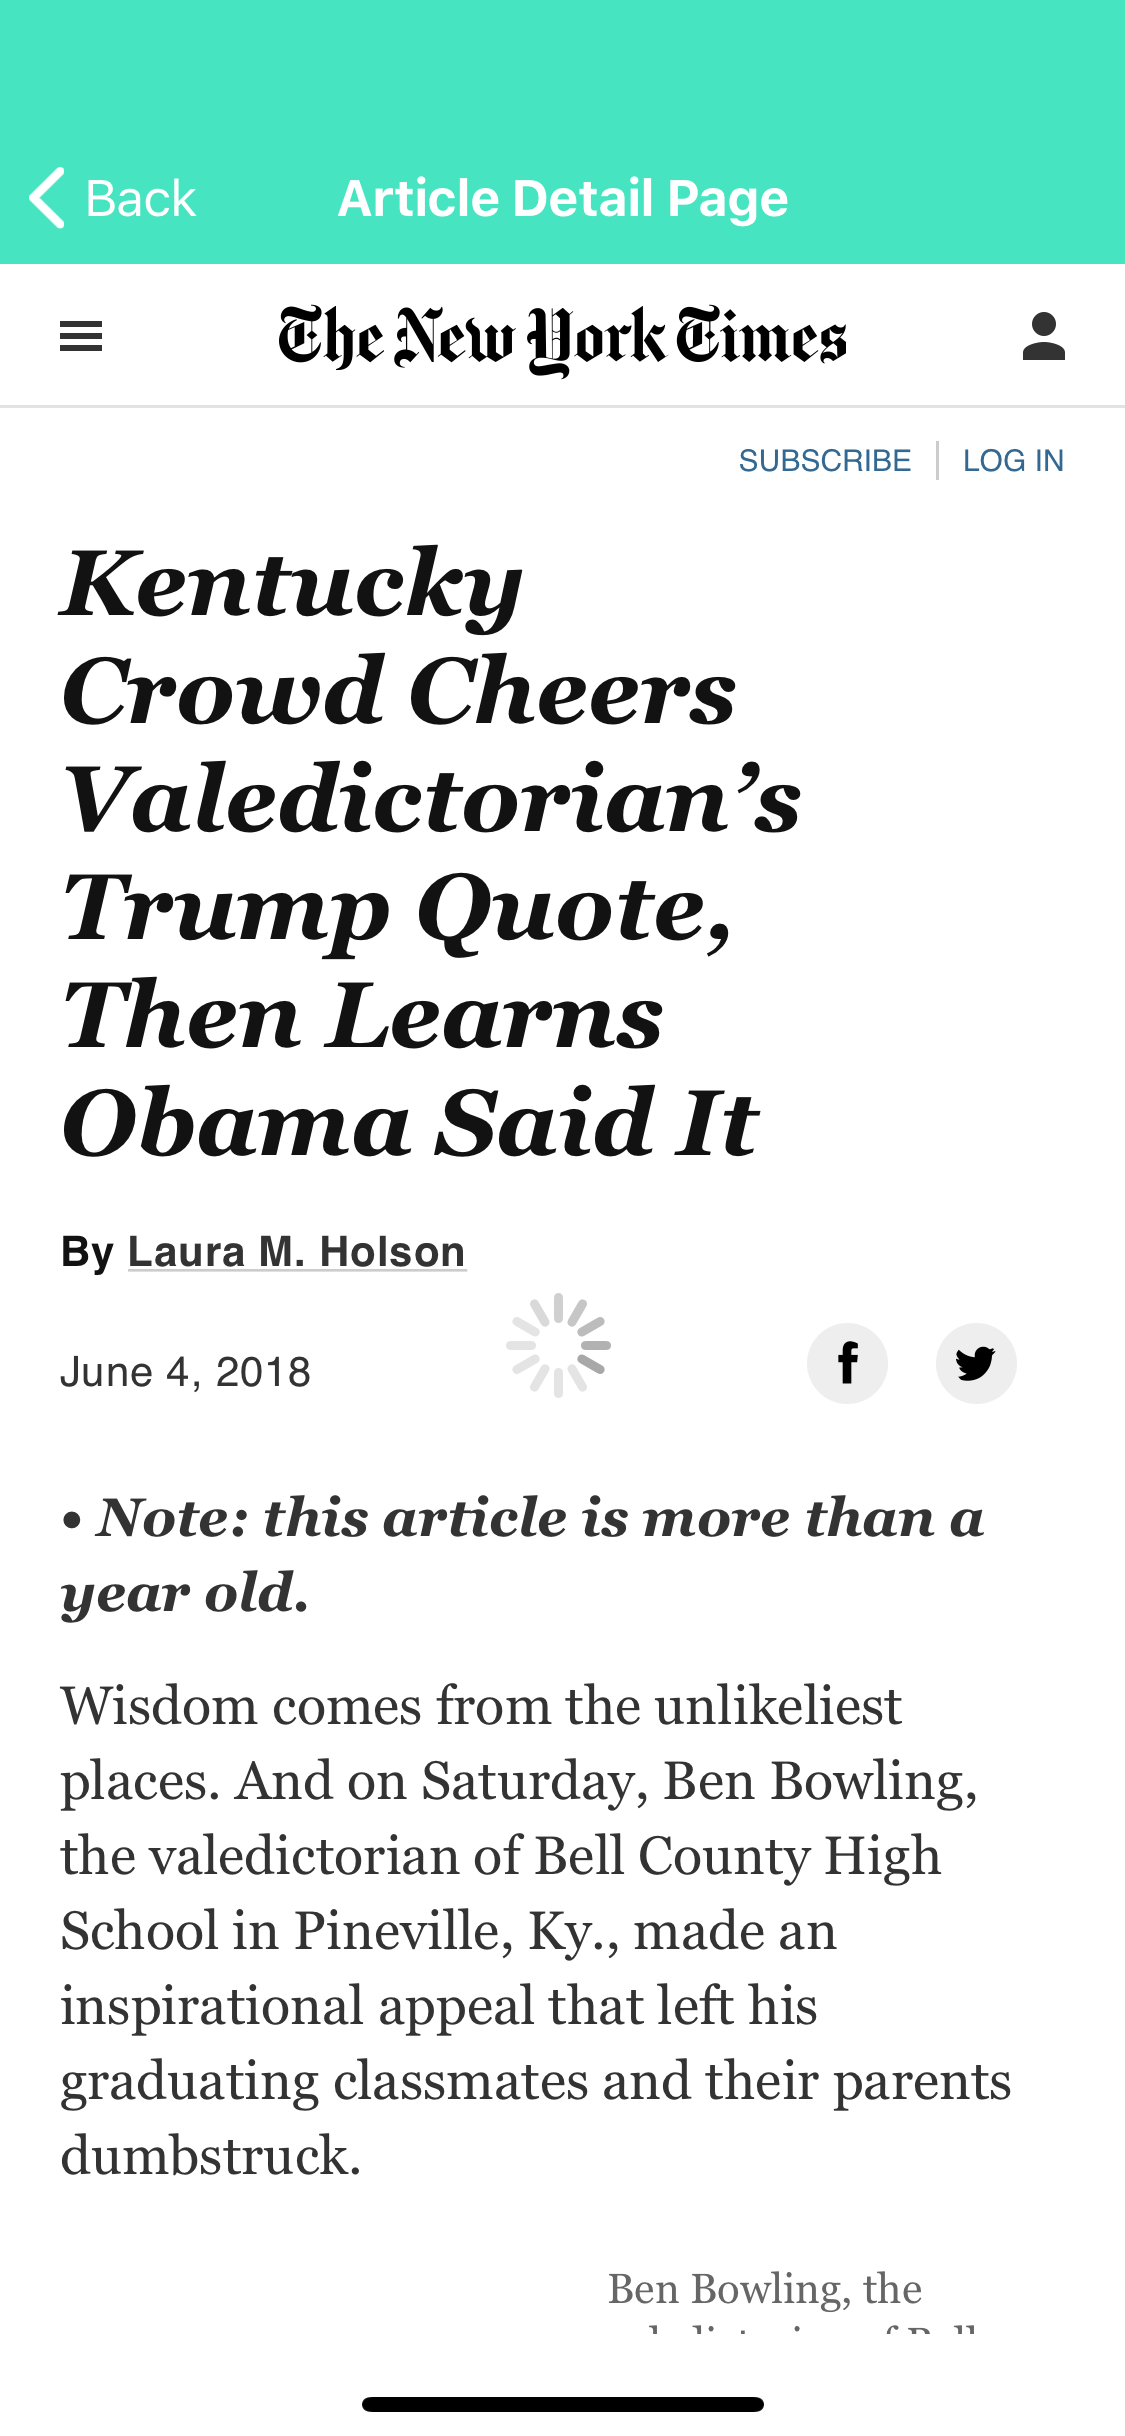 Back
Article Detail Page
The New York Times
SUBSCRIBE
LOG IN
Kentucky
Crowd Cheers
Valedictorian’s
Trump Quote,
Then Learns
Obama Said It
By Laura M. Holson
June 4, 2018
• Note: this article is more than a
year old.
Wisdom comes from the unlikeliest
places. And on Saturday, Ben Bowling,
the valedictorian of Bell County High
School in Pineville, Ky., made an
inspirational appeal that left his
graduating classmates and their parents
dumbstruck.
Ben Bowling, the